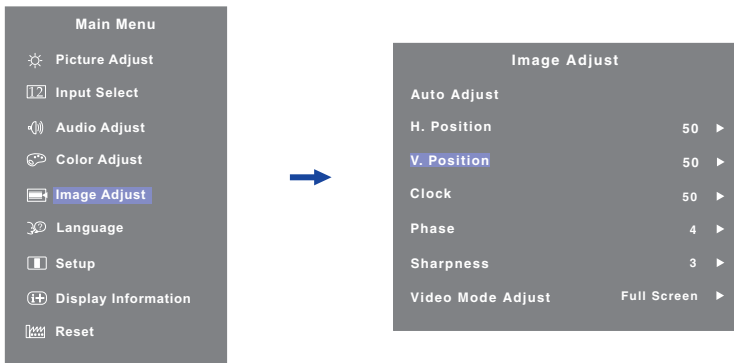 Main Menu
Picture Adjust
12 Input Select
Audio Adjust
Color Adjust
Image Adjust
? Language
Setup
i+ Display Information
Reset
Image Adjust
Auto Adjust
H. Position 50
V. Position 50
Clock 50
Phase 4
Sharpness 3
Video Mode Adjust Full Screen